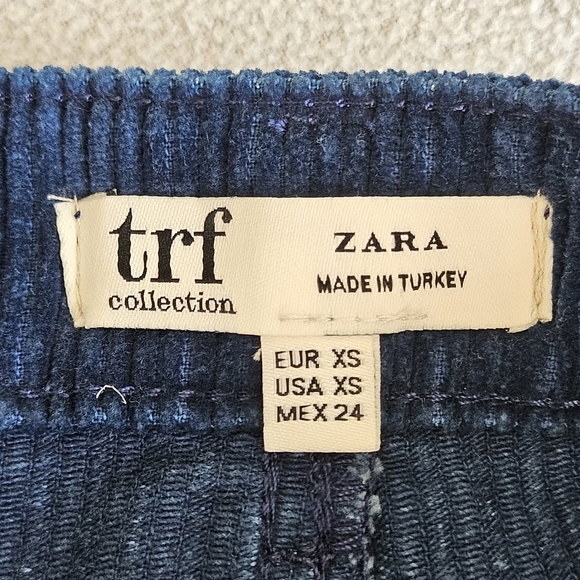 trf
collection
ZARA
MADE IN TURKEY
EUR XS
USA XS
MEX 24